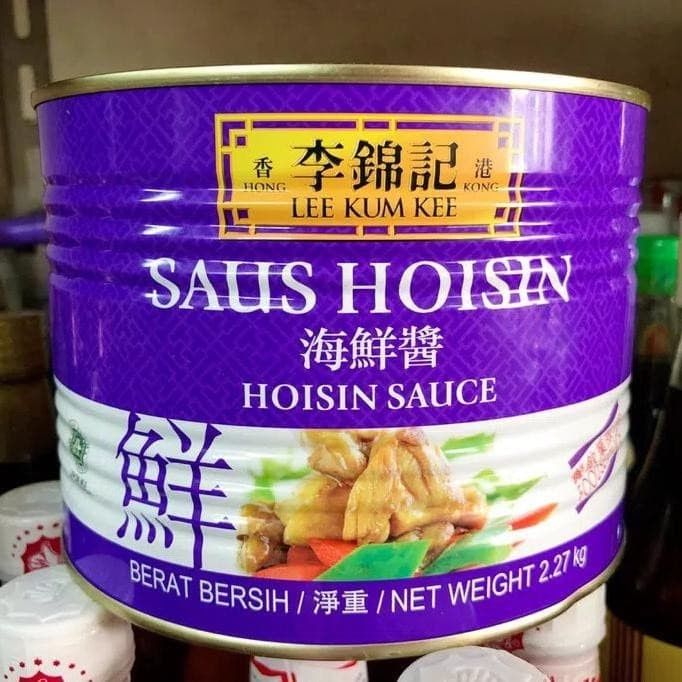 香 李錦記 港
HONG KONG
LEE KUM KEE
SAUS HOISIN
海鮮醬
HOISIN SAUCE
鮮
BERAT BERSIH / 淨重 / NET WEIGHT 2.27 kg